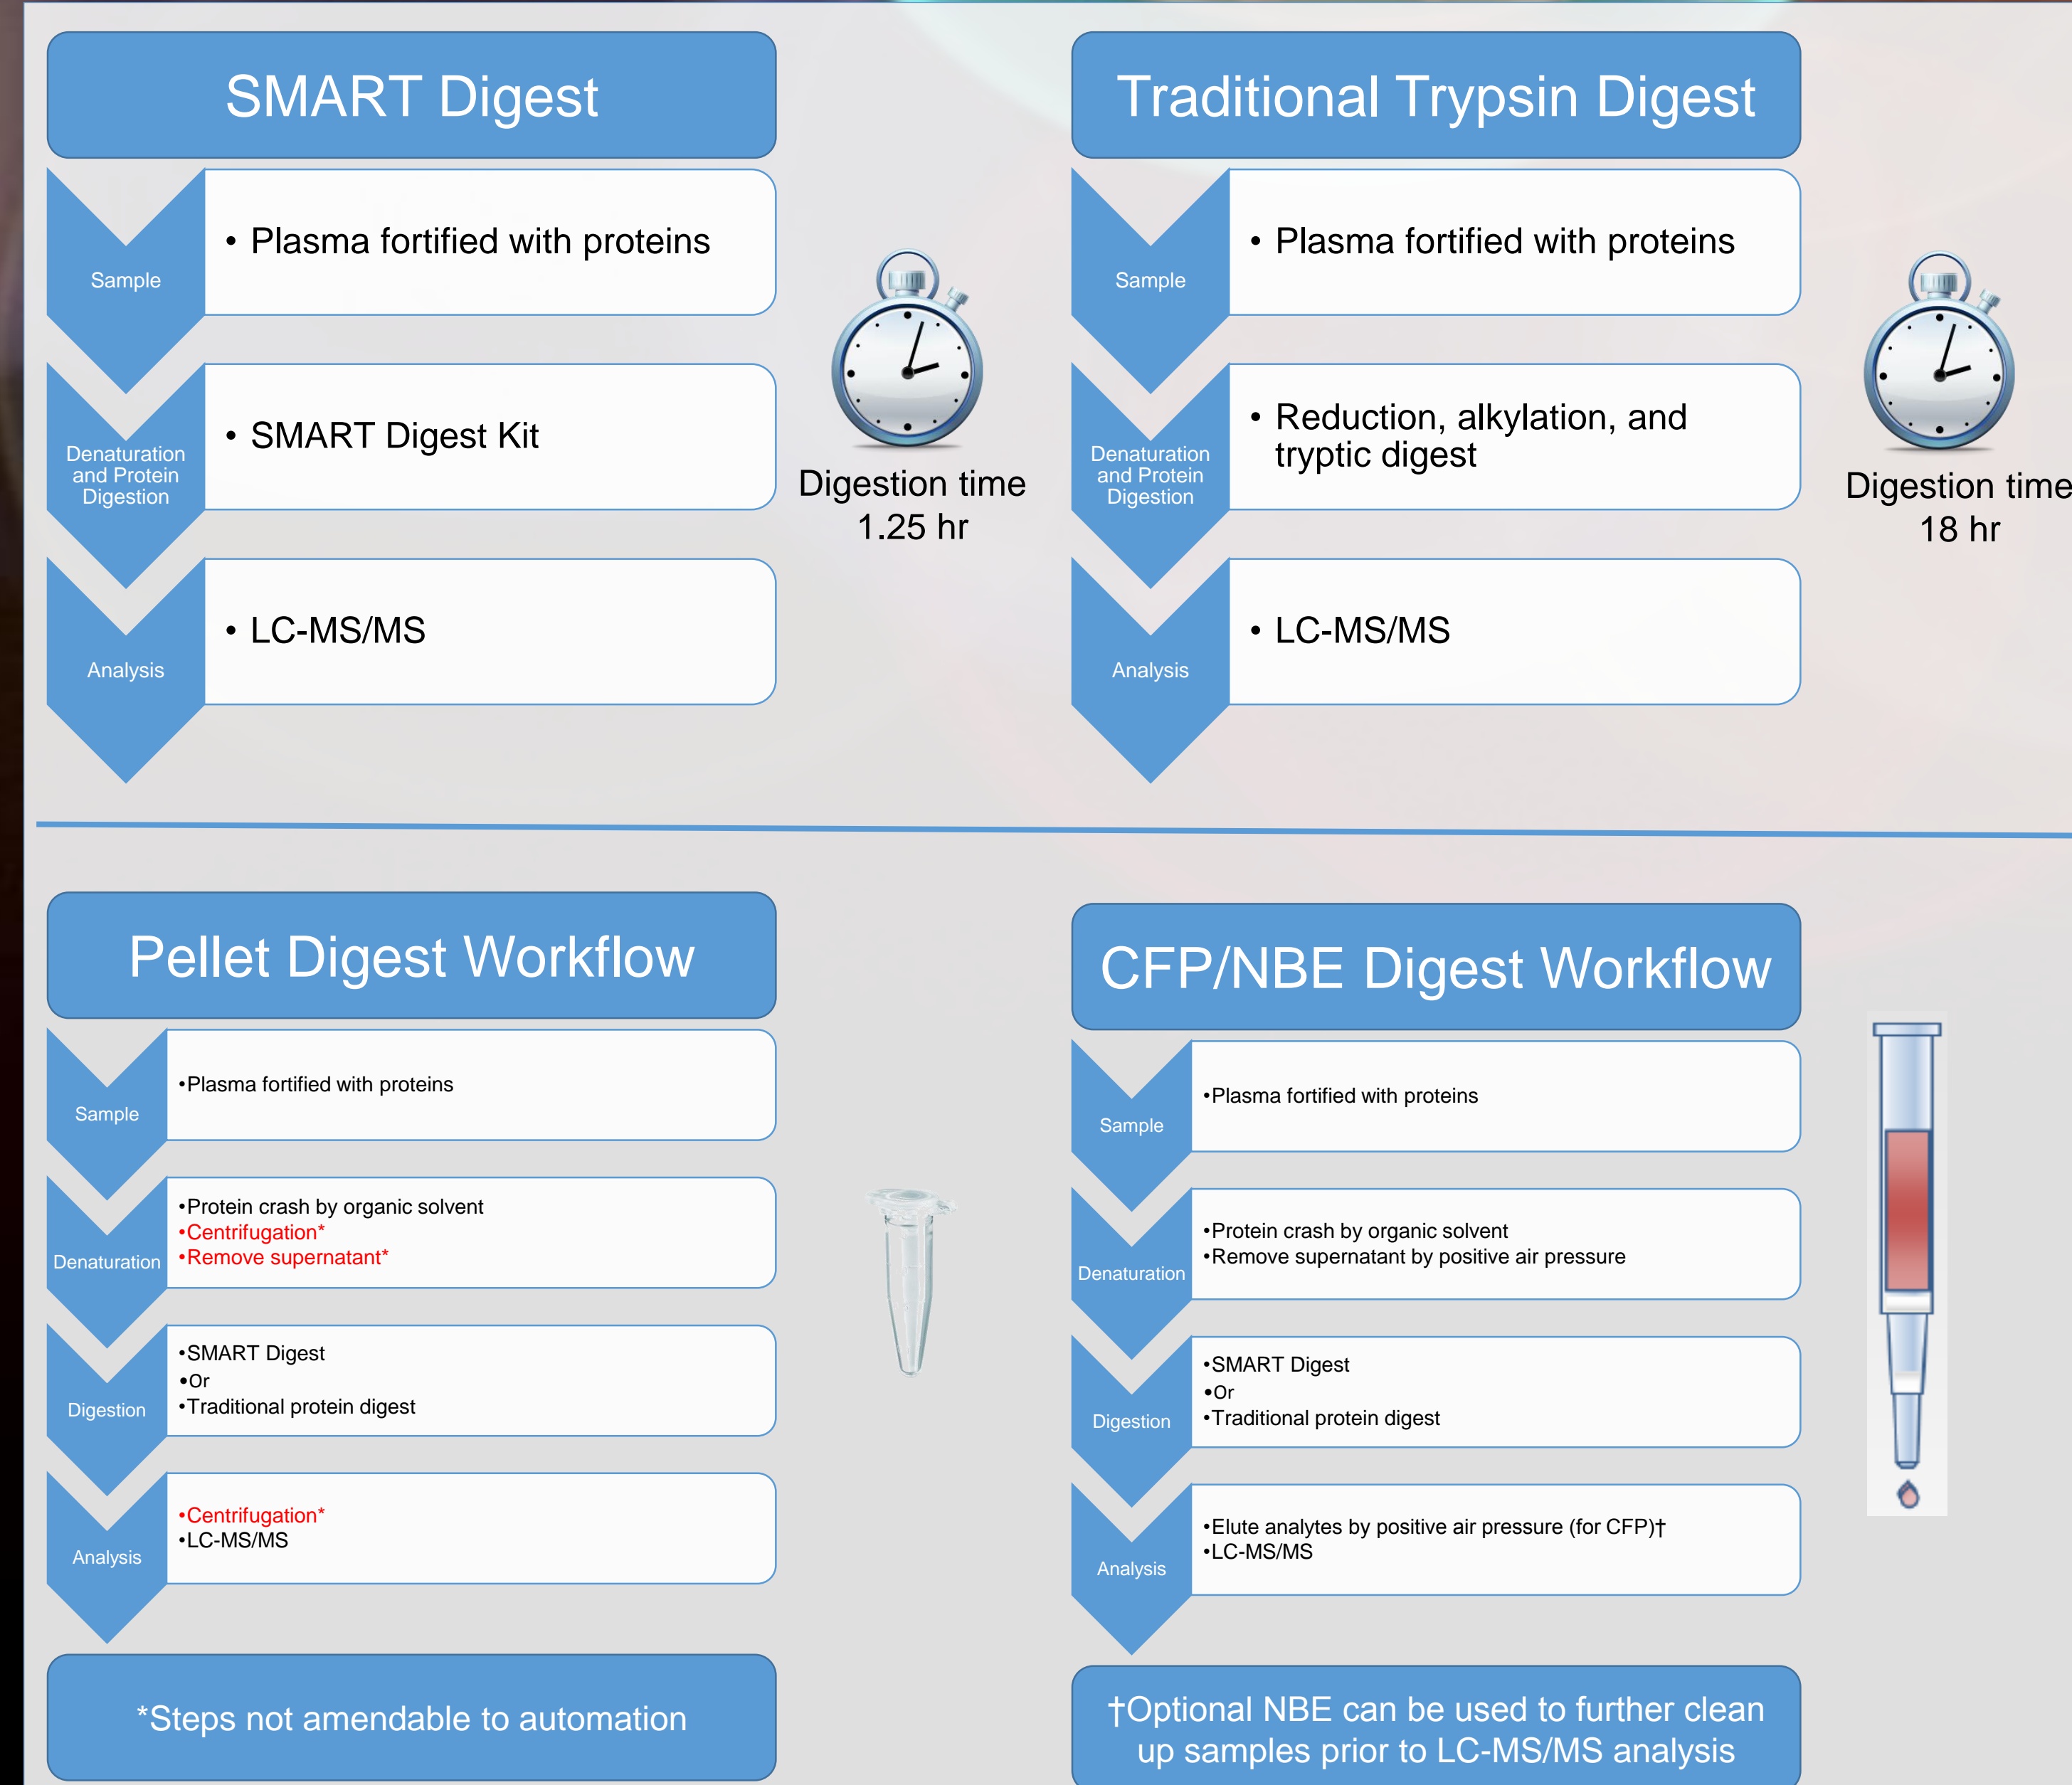 SMART Digest
Sample
• Plasma fortified with proteins
Denaturation
and Protein
Digestion
• SMART Digest Kit
Analysis
• LC-MS/MS
Digestion time
1.25 hr
Traditional Trypsin Digest
Sample
• Plasma fortified with proteins
Denaturation
and Protein
Digestion
• Reduction, alkylation, and
tryptic digest
Analysis
• LC-MS/MS
Digestion time
18 hr
Pellet Digest Workflow
Sample
•Plasma fortified with proteins
Denaturation
•Protein crash by organic solvent
•Centrifugation*
•Remove supernatant*
Digestion
•SMART Digest
•Or
•Traditional protein digest
Analysis
•Centrifugation*
•LC-MS/MS
*Steps not amendable to automation
CFP/NBE Digest Workflow
Sample
•Plasma fortified with proteins
Denaturation
•Protein crash by organic solvent
•Remove supernatant by positive air pressure
Digestion
•SMART Digest
•Or
•Traditional protein digest
Analysis
•Elute analytes by positive air pressure (for CFP)†
•LC-MS/MS
†Optional NBE can be used to further clean
up samples prior to LC-MS/MS analysis